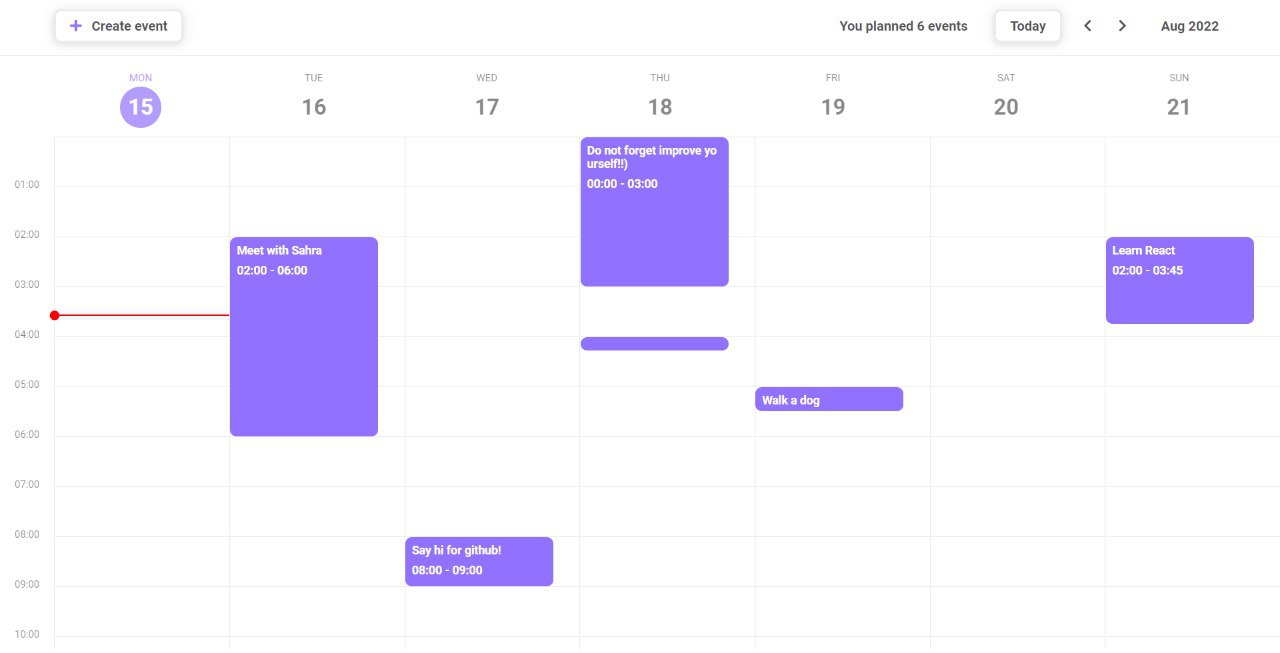 + Create event
You planned 6 events
Today
Aug 2022
MON TUE WED THU FRI SAT SUN
15 16 17 18 19 20 21
Do not forget improve yo
urself!!)
00:00 - 03:00
01:00
02:00
Meet with Sahra
02:00 - 06:00
Learn React
02:00 - 03:45
03:00
04:00
05:00
Walk a dog
06:00
07:00
08:00
Say hi for github!
08:00 - 09:00
09:00
10:00